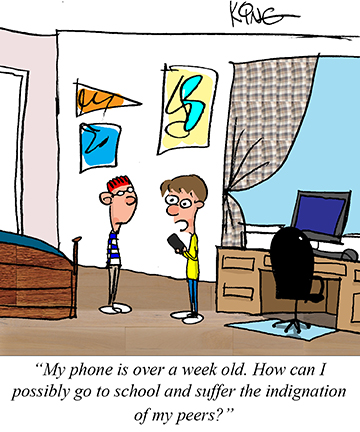 King
“My phone is over a week old. How can I
possibly go to school and suffer the indignation
of my peers?”